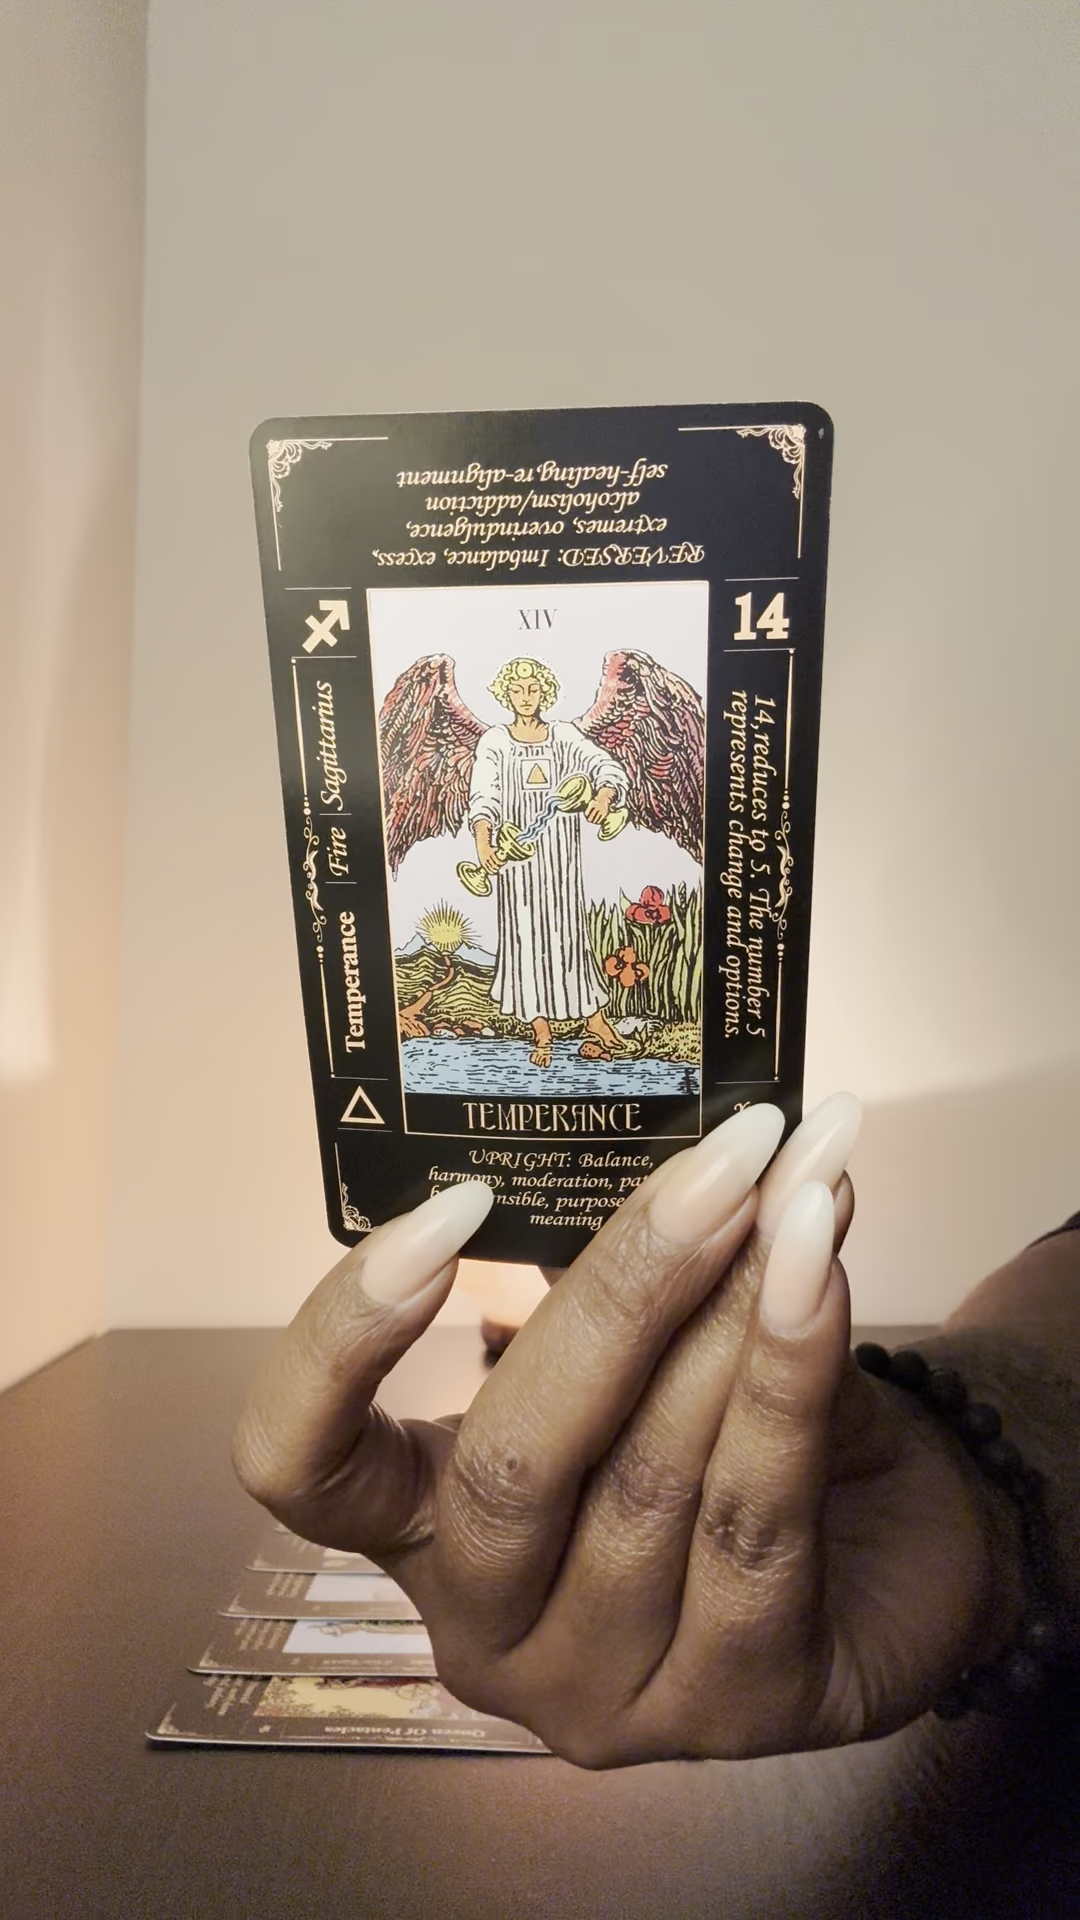 REVERSED: Imbalance, excess,
extremes, overindulgence,
alcoholism/addiction
self-healing,re-alignment
14
XIV
Temperance | Fire | Sagittarius
14,reduces to 5. The number 5
represents change and options.
TEMPERANCE
UPRIGHT: Balance,
harmony, moderation,
purpose
meaning
Queen Of Pentacles